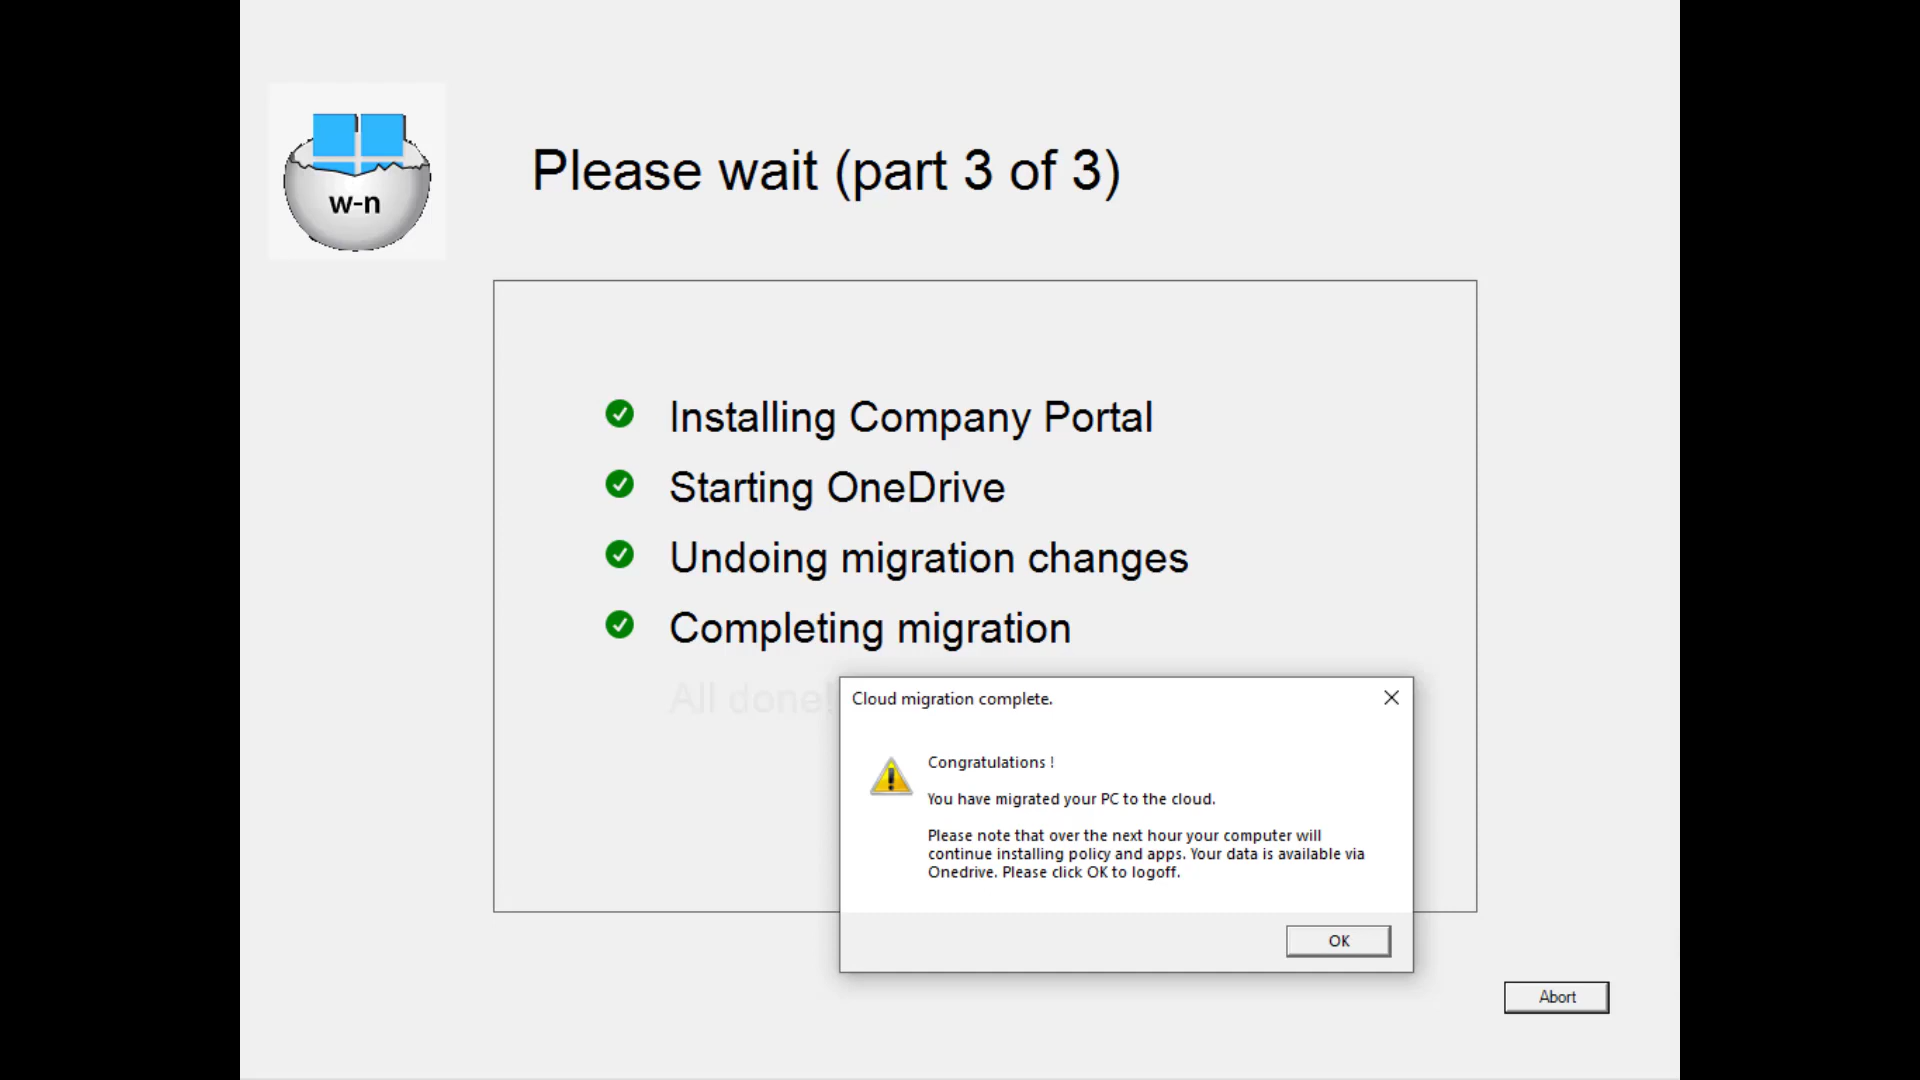 w-n
Please wait (part 3 of 3)
Installing Company Portal
Starting OneDrive
Undoing migration changes
Completing migration
All done!
Cloud migration complete.
Congratulations !
You have migrated your PC to the cloud.
Please note that over the next hour your computer will
continue installing policy and apps. Your data is available via
Onedrive. Please click OK to logoff.
OK
Abort